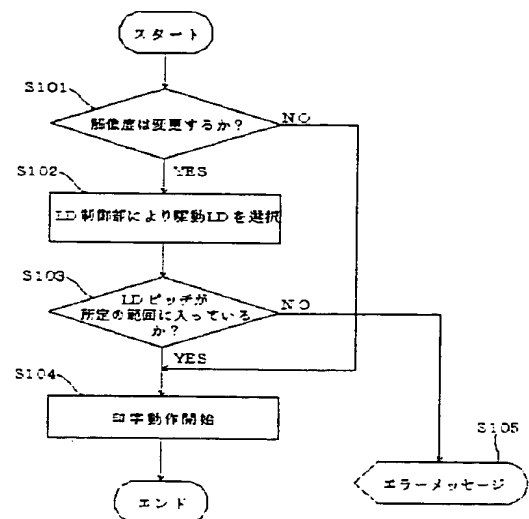 スタート
S101
解像度は変更するか?
NO
YES
S102
LD制御部により駆動LDを選択
S103
LDピッチが
所定の範囲に入っている
か?
NO
YES
S104
印字動作開始
S105
エラーメッセージ
エンド